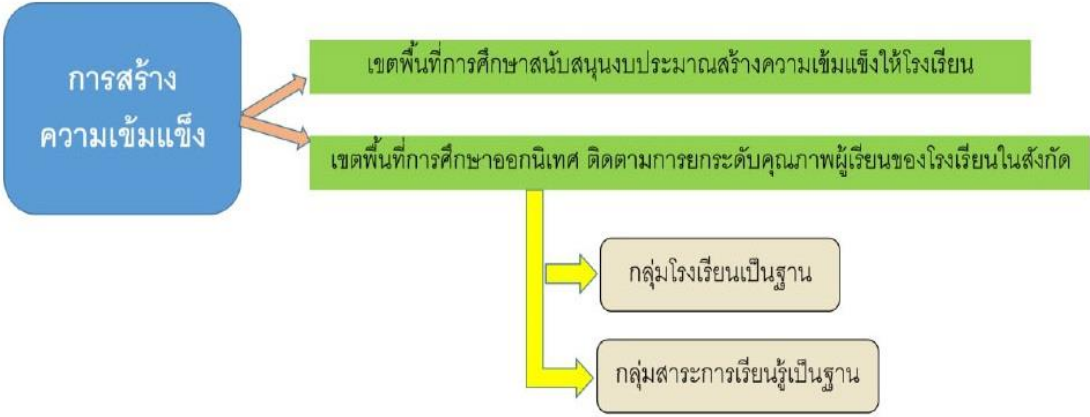 การสร้าง
ความเข้มแข็ง
เขตพื้นที่การศึกษาสนับสนุนงบประมาณสร้างความเข้มแข็งให้โรงเรียน
เขตพื้นที่การศึกษาออกนิเทศ ติดตามการยกระดับคุณภาพผู้เรียนของโรงเรียนในสังกัด
กลุ่มโรงเรียนเป็นฐาน
กลุ่มสาระการเรียนรู้เป็นฐาน